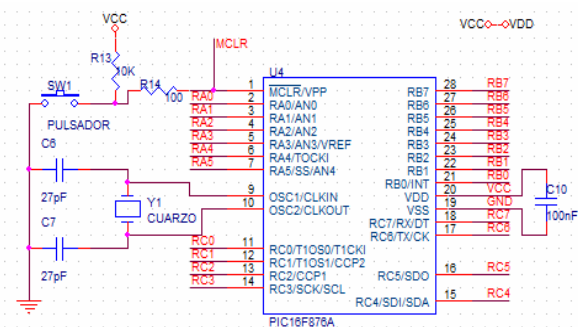 VCC
VCC VDD
MCLR
R13
10K
R14
100
SW1
PULSADOR
U4
1 MCLR/VPP RB7 28 RB7
RA0 2 RA0/AN0 RB6 27 RB6
RA1 3 RA1/AN1 RB5 26 RB5
RA2 4 RA2/AN2 RB4 25 RB4
RA3 5 RA3/AN3/VREF RB3 24 RB3
RA4 6 RA4/TOCKI RB2 23 RB2
RA5 7 RA5/SS/AN4 RB1 22 RB1
RB0/INT 21 RB0
9 OSC1/CLKIN VDD 20 VCC
10 OSC2/CLKOUT VSS 19 GND
RC7/RX/DT 18 RC7
RC6/TX/CK 17 RC6
RC0 11 RC0/T1OS0/T1CKI
RC1 12 RC1/T1OS1/CCP2
RC2 13 RC2/CCP1 RC5/SDO 16 RC5
RC3 14 RC3/SCK/SCL
RC4/SDI/SDA 15 RC4
PIC16F876A
C6
27pF
Y1
CUARZO
C7
27pF
C10
100nF